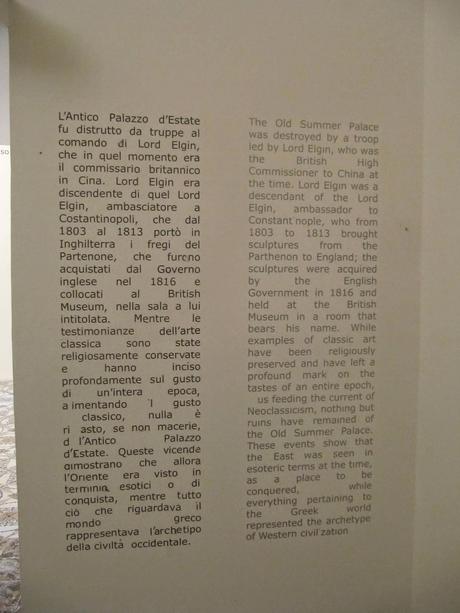 so
L'Antico Palazzo d'Estate
fu distrutto da truppe al
comando di Lord Elgin,
che in quel momento era
il commissario britannico
in Cina. Lord Elgin era
discendente di quel Lord
Elgin, ambasciatore a
Costantinopoli, che dal
1803 al 1813 portò in
Inghilterra i fregi del
Partenone, che furono
acquistati dal Governo
inglese nel 1816 e
collocati al British
Museum, nella sala a lui
intitolata. Mentre le
testimonianze dell'arte
classica sono state
religiosamente conservate
e hanno inciso
profondamente sul gusto
di un'intera epoca,
a imentando l gusto
classico, nulla è
ri asto, se non macerie,
d l'Antico Palazzo
d'Estate. Queste vicende
dimostrano che allora
l'Oriente era visto in
termini esotici o di
conquista, mentre tutto
ciò che riguardava il
mondo greco
rappresentava l'archetipo
della civiltà occidentale.
The Old Summer Palace
was destroyed by a troop
led by Lord Elgin, who was
the British High
Commissioner to China at
the time. Lord Elgin was a
descendant of the Lord
Elgin, ambassador to
Constant nople, who from
1803 to 1813 brought
sculptures from the
Parthenon to England; the
sculptures were acquired
by the English
Government in 1816 and
held at the British
Museum in a room that
bears his name. While
examples of classic art
have been religiously
preserved and have left a
profound mark on the
tastes of an entire epoch,
us feeding the current of
Neoclassicism, nothing but
ruins have remained of
the Old Summer Palace.
These events show that
the East was seen in
esoteric terms at the time,
as a place to be
conquered, while
everything pertaining to
the Greek world
represented the archetype
of Western civil zation